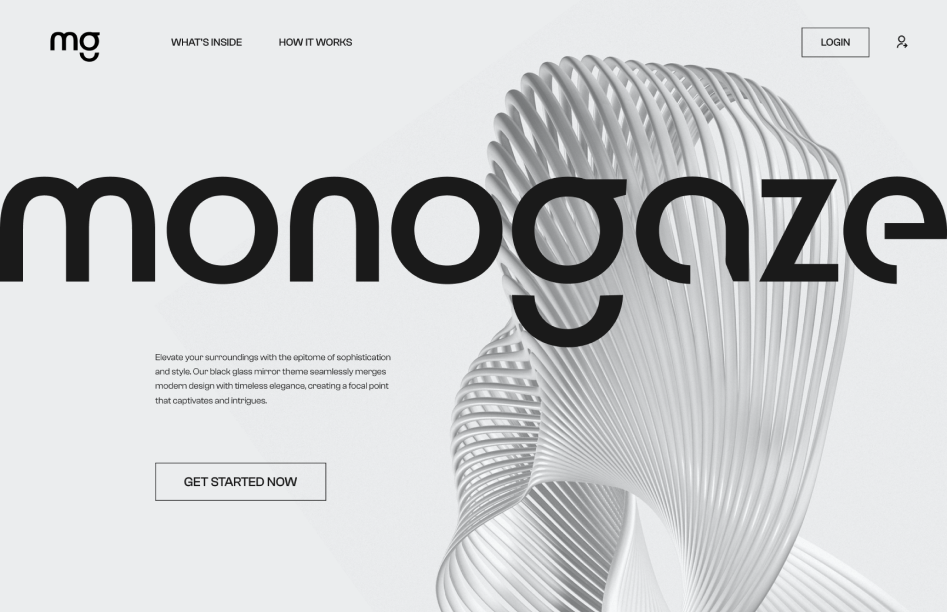 mg
WHAT'S INSIDE
HOW IT WORKS
LOGIN
monogaze
Elevate your surroundings with the epitome of sophistication
and style. Our black glass mirror theme seamlessly merges
modern design with timeless elegance, creating a focal point
that captivates and intrigues.
GET STARTED NOW